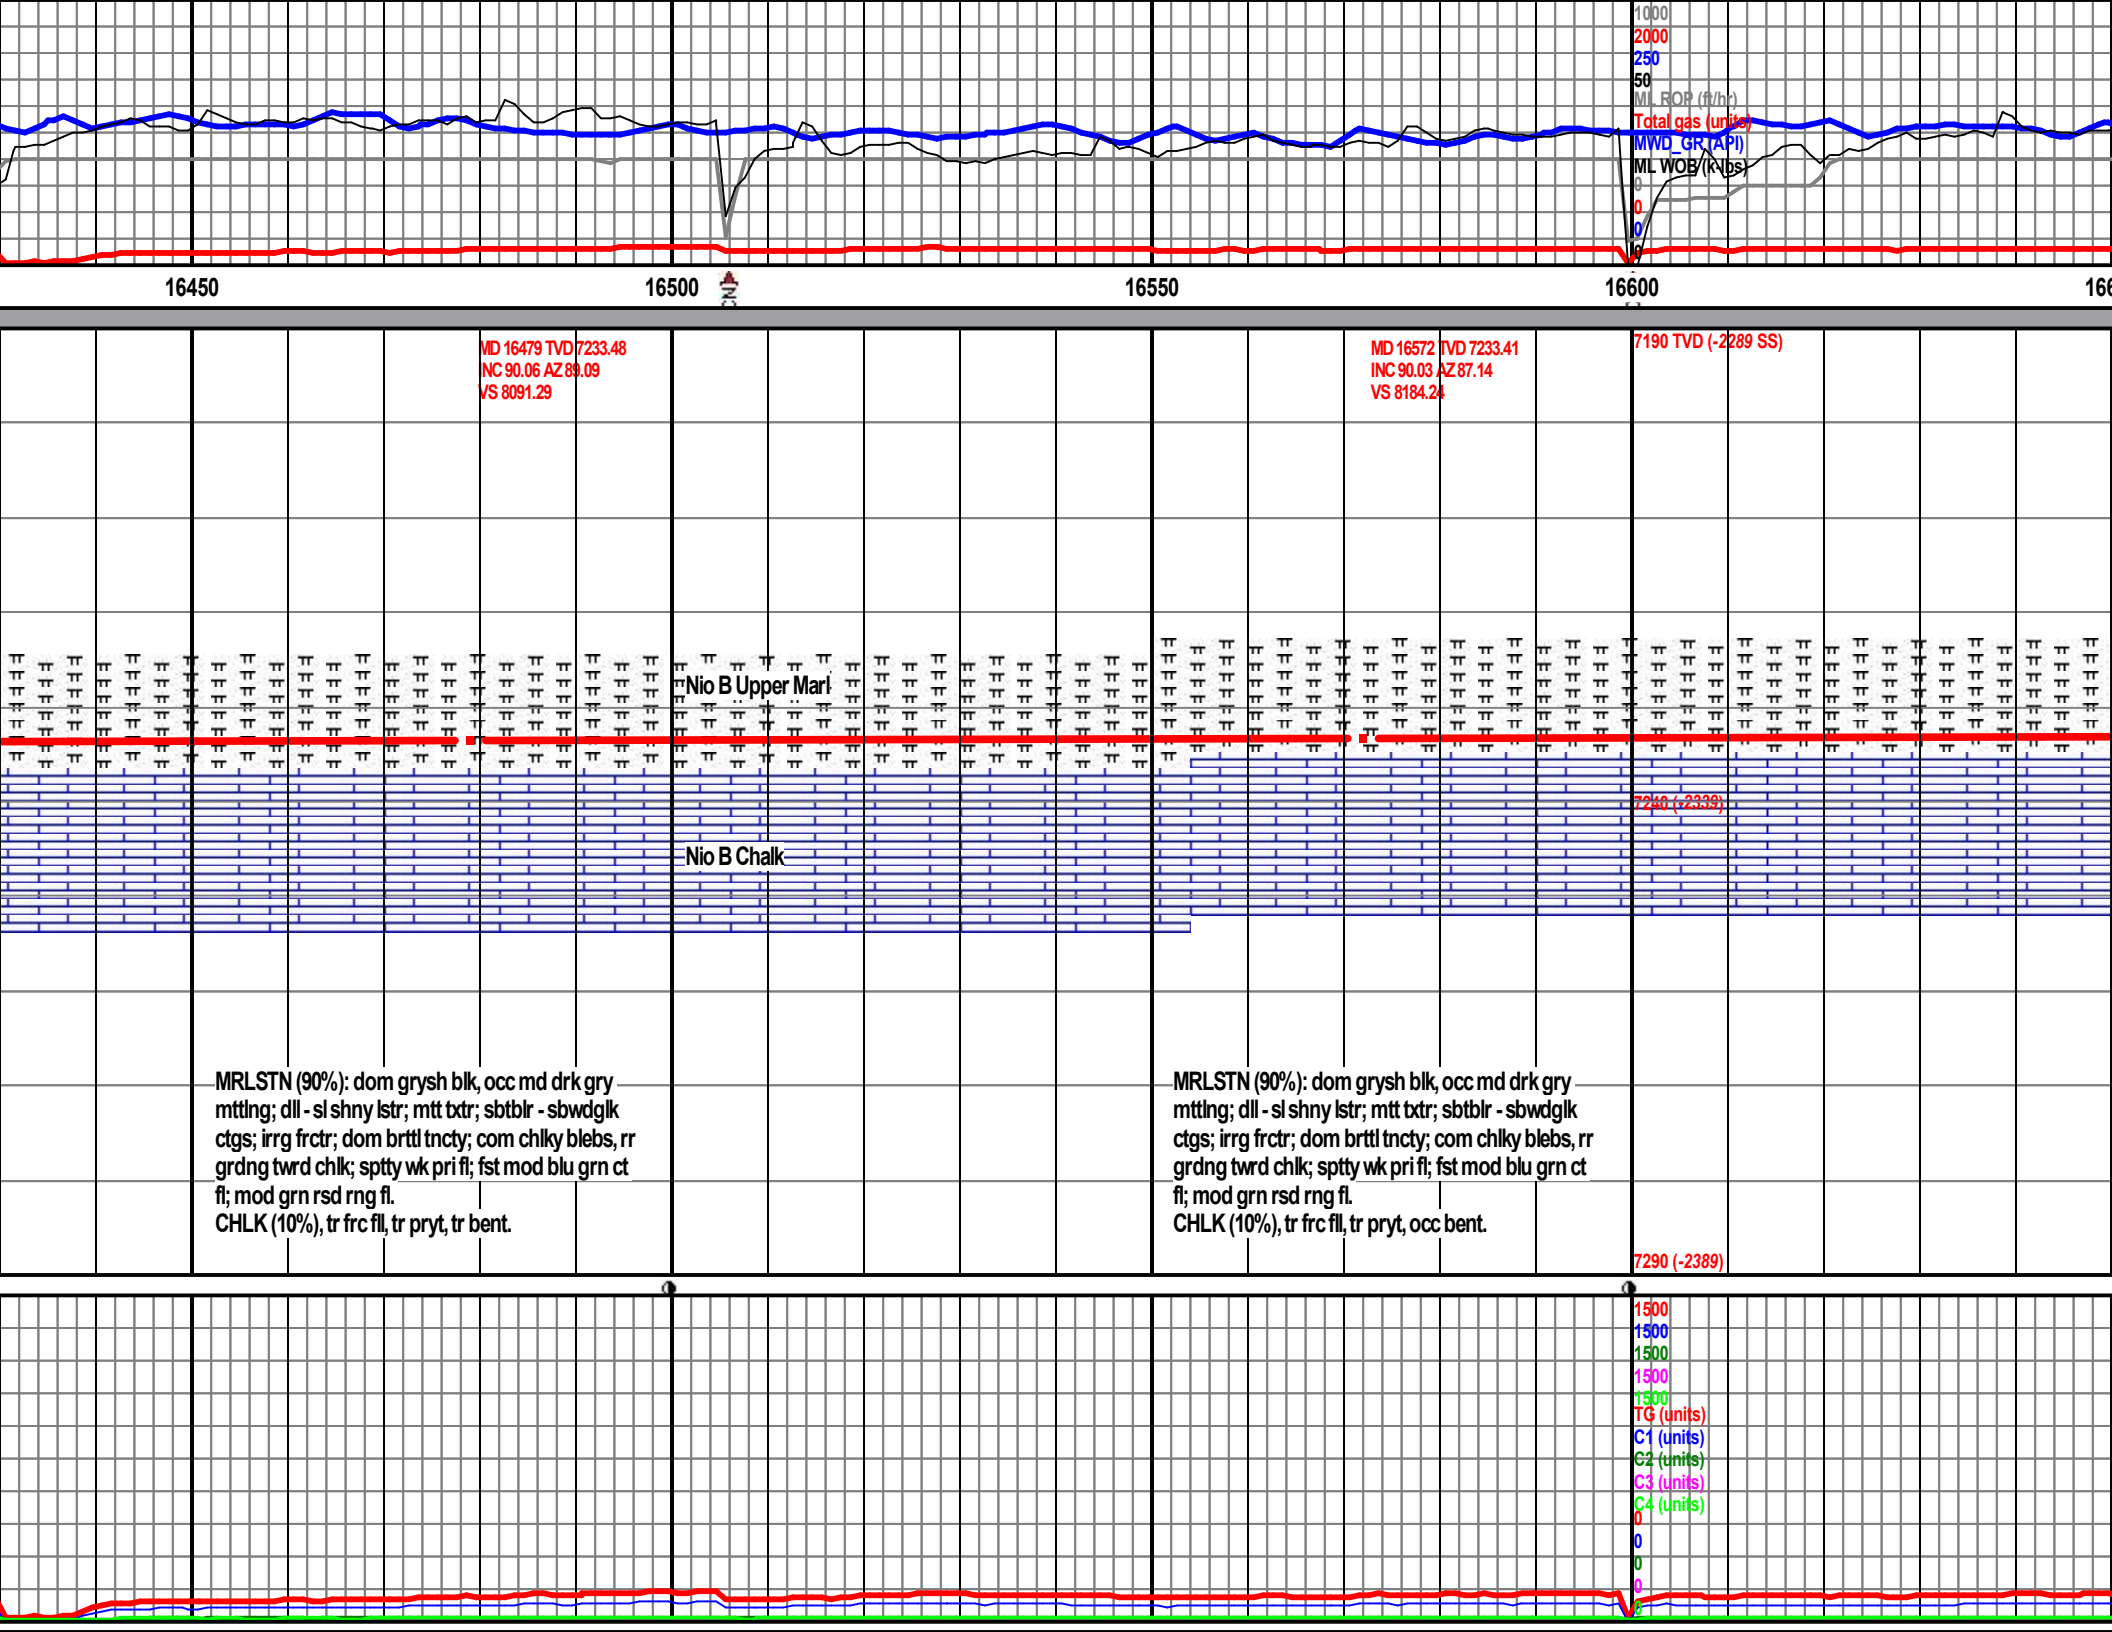 1000
2000
250
50
ML ROP (ft/hr)
Total gas (units)
MWD_GR (API)
ML WOB (k-lbs)
0
0
0
0
16450
16500
16550
16600
MD 16479 TVD 7233.48
INC 90.06 AZ 89.09
VS 8091.29
MD 16572 TVD 7233.41
INC 90.03 AZ 87.14
VS 8184.24
7190 TVD (-2289 SS)
Nio B Upper Marl
7240 (-2339)
Nio B Chalk
MRLSTN (90%): dom grysh blk, occ md drk gry
mttlng; dll - sl shny lstr; mtt txtr; sbtblr - sbwdglk
ctgs; irrg frctr; dom brttl tncty; com chlky blebs, rr
grdng twrd chlk; sptty wk pri fl; fst mod blu grn ct
fl; mod grn rsd rng fl.
CHLK (10%), tr frc fll, tr pryt, tr bent.
MRLSTN (90%): dom grysh blk, occ md drk gry
mttlng; dll - sl shny lstr; mtt txtr; sbtblr - sbwdglk
ctgs; irrg frctr; dom brttl tncty; com chlky blebs, rr
grdng twrd chlk; sptty wk pri fl; fst mod blu grn ct
fl; mod grn rsd rng fl.
CHLK (10%), tr frc fll, tr pryt, occ bent.
7290 (-2389)
1500
1500
1500
1500
1500
TG (units)
C1 (units)
C2 (units)
C3 (units)
C4 (units)
0
0
0
0
0